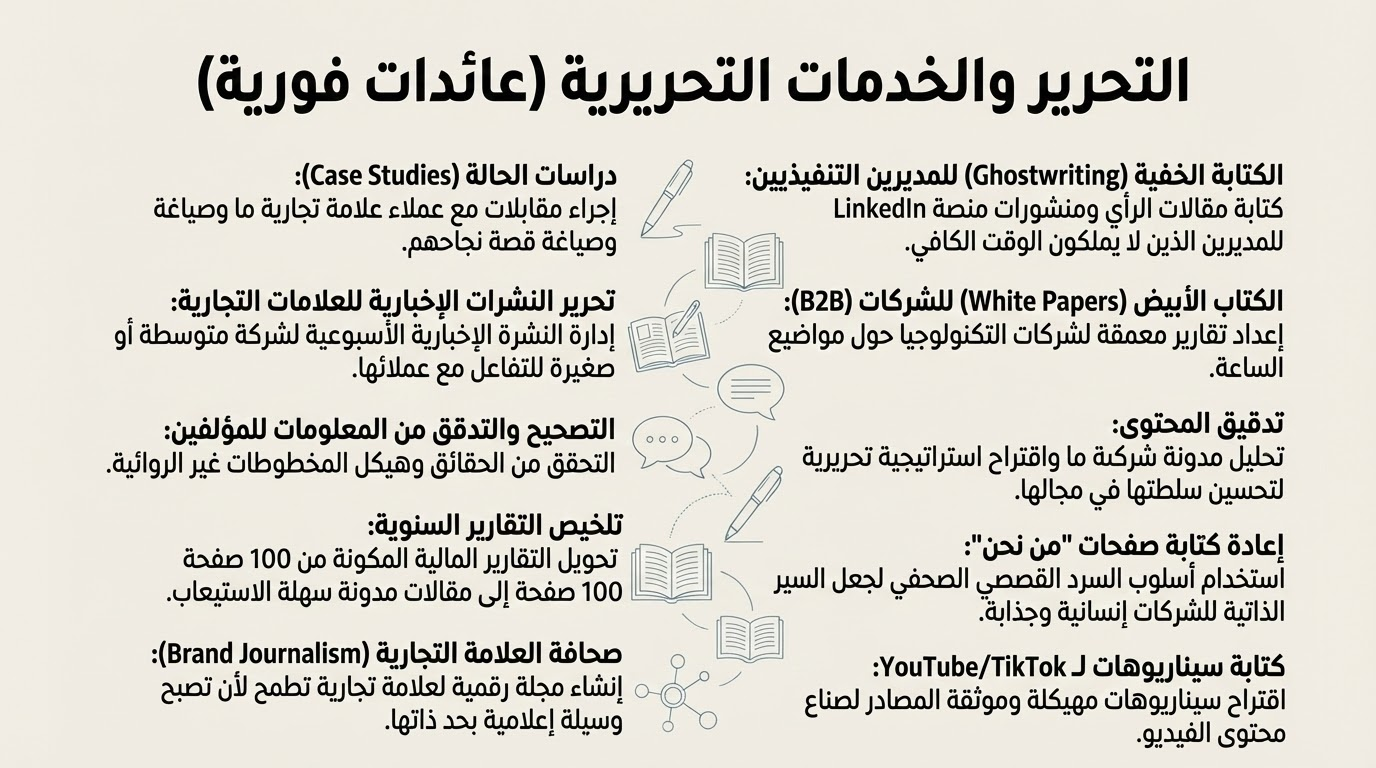 التحرير والخدمات التحريرية (عائدات فورية)
الكتابة الخفية (Ghostwriting) للمديرين التنفيذيين:
كتابة مقالات الرأي ومنشورات منصة LinkedIn
للمديرين الذين لا يملكون الوقت الكافي.
الكتاب الأبيض (White Papers) للشركات (B2B):
إعداد تقارير معمقة لشركات التكنولوجيا حول مواضيع
الساعة.
تدقيق المحتوى:
تحليل مدونة شركة ما واقتراح استراتيجية تحريرية
لتحسين سلطتها في مجالها.
إعادة كتابة صفحات "من نحن":
استخدام أسلوب السرد القصصي الصحفي لجعل السير
الذاتية للشركات إنسانية وجذابة.
كتابة سيناريوهات لـ YouTube/TikTok:
اقتراح سيناريوهات مهيكلة وموثقة المصادر لصناع
محتوى الفيديو.
دراسات الحالة (Case Studies):
إجراء مقابلات مع عملاء علامة تجارية ما وصياغة
وصياغة قصة نجاحهم.
تحرير النشرات الإخبارية للعلامات التجارية:
إدارة النشرة الإخبارية الأسبوعية لشركة متوسطة أو
صغيرة للتفاعل مع عملائها.
التصحيح والتدقق من المعلومات للمؤلفين:
التحقق من الحقائق وهيكل المخطوطات غير الروائية.
تلخيص التقارير السنوية:
تحويل التقارير المالية المكونة من 100 صفحة
100 صفحة إلى مقالات مدونة سهلة الاستيعاب.
صحافة العلامة التجارية (Brand Journalism):
إنشاء مجلة رقمية لعلامة تجارية تطمح لأن تصبح
وسيلة إعلامية بحد ذاتها.